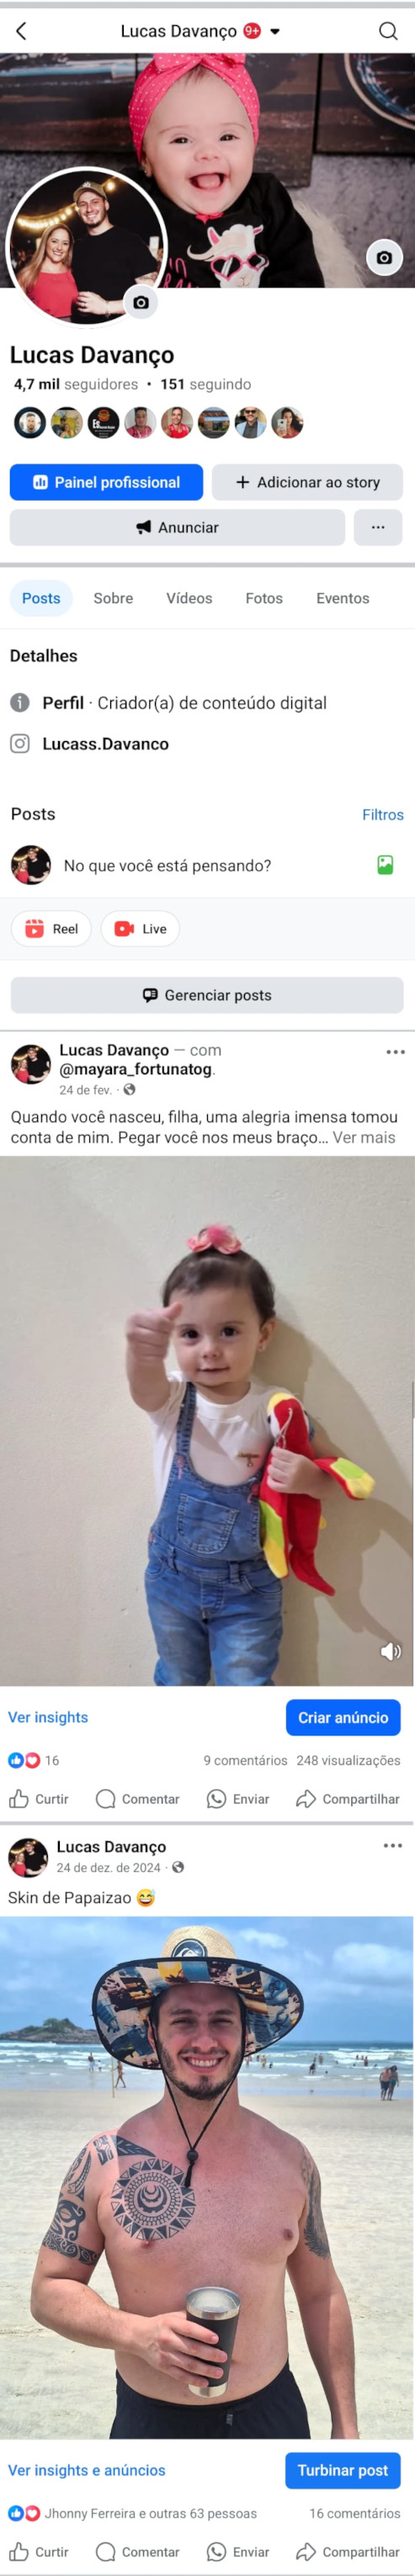 Lucas Davanço 9+
Lucas Davanço
4,7 mil seguidores • 151 seguindo
Painel profissional
+ Adicionar ao story
Anunciar
Posts Sobre Vídeos Fotos Eventos
Detalhes
Perfil · Criador(a) de conteúdo digital
Lucass.Davanco
Posts Filtros
No que você está pensando?
Reel Live
Gerenciar posts
Lucas Davanço — com
@mayara_fortunatog.
24 de fev. ·
Quando você nasceu, filha, uma alegria imensa tomou
conta de mim. Pegar você nos meus braço... Ver mais
Ver insights Criar anúncio
16 9 comentários 248 visualizações
Curtir Comentar Enviar Compartilhar
Lucas Davanço
24 de dez. de 2024 ·
Skin de Papaizao 😅
Ver insights e anúncios Turbinar post
Jhonny Ferreira e outras 63 pessoas 16 comentários
Curtir Comentar Enviar Compartilhar